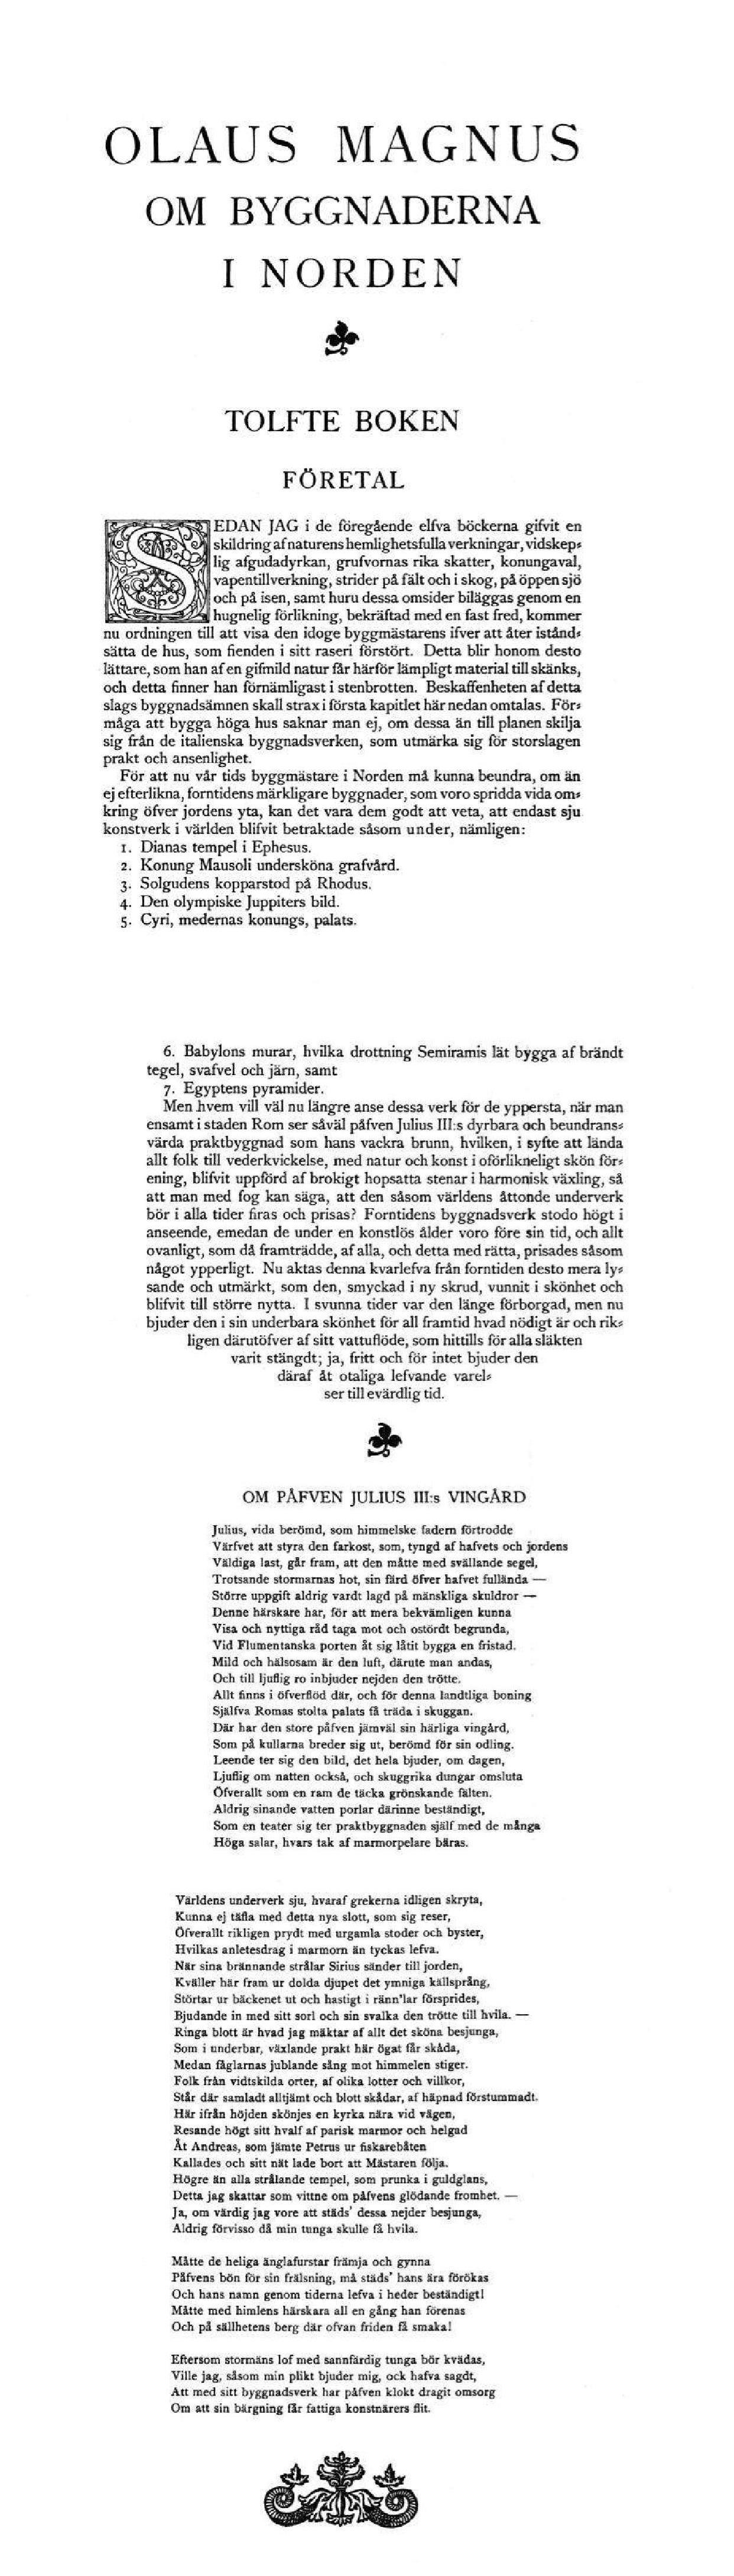 OLAUS MAGNUS
OM BYGGNADERNA
I NORDEN
TOLFTE BOKEN
FÖRETAL
SEDAN JAG i de föregående elfva böckerna gifvit en
skildring af naturens hemlighetsfulla verkningar, vidskep⸗
lig afgudadyrkan, grufvornas rika skatter, konungaval,
vapentillverkning, strider på fält och i skog, på öppen sjö
och på isen, samt huru dessa omsider biläggas genom en
hugnelig förlikning, bekräftad med en fast fred, kommer
nu ordningen till att visa den idoge byggmästarens ifver att åter istånd⸗
sätta de hus, som fienden i sitt raseri förstört. Detta blir honom desto
lättare, som han af en gifmild natur får härför lämpligt material till skänks,
och detta finner han förnämligast i stenbrotten. Beskaffenheten af detta
slags byggnadsämnen skall strax i första kapitlet här nedan omtalas. För⸗
måga att bygga höga hus saknar man ej, om dessa än till planen skilja
sig från de italienska byggnadsverken, som utmärka sig för storslagen
prakt och ansenlighet.
För att nu vår tids byggmästare i Norden må kunna beundra, om än
ej efterlikna, forntidens märkligare byggnader, som voro spridda vida om⸗
kring öfver jordens yta, kan det vara dem godt att veta, att endast sju
konstverk i världen blifvit betraktade såsom under, nämligen:
1. Dianas tempel i Ephesus.
2. Konung Mausoli undersköna grafvård.
3. Solgudens kopparstod på Rhodus.
4. Den olympiske Juppiters bild.
5. Cyri, medernas konungs, palats.
6. Babylons murar, hvilka drottning Semiramis lät bygga af brändt
tegel, svafvel och järn, samt
7. Egyptens pyramider.
Men hvem vill väl nu längre anse dessa verk för de yppersta, när man
ensamt i staden Rom ser såväl påfven Julius III:s dyrbara och beundrans⸗
värda praktbyggnad som hans vackra brunn, hvilken, i syfte att lända
allt folk till vederkvickelse, med natur och konst i oförlikneligt skön för⸗
ening, blifvit uppförd af brokigt hopsatta stenar i harmonisk växling, så
att man med fog kan säga, att den såsom världens åttonde underverk
bör i alla tider firas och prisas? Forntidens byggnadsverk stodo högt i
anseende, emedan de under en konstlös ålder voro före sin tid, och allt
ovanligt, som då framträdde, af alla, och detta med rätta, prisades såsom
något ypperligt. Nu aktas denna kvarlefva från forntiden desto mera ly⸗
sande och utmärkt, som den, smyckad i ny skrud, vunnit i skönhet och
blifvit till större nytta. I svunna tider var den länge förborgad, men nu
bjuder den i sin underbara skönhet för all framtid hvad nödigt är och rik⸗
ligen därutöfver af sitt vattuflöde, som hittills för alla släkten
varit stängdt; ja, fritt och för intet bjuder den
däraf åt otaliga lefvande varel⸗
ser till evärdlig tid.
OM PÅFVEN JULIUS III:s VINGÅRD
Julius, vida berömd, som himmelske fadern förtrodde
Värfvet att styra den farkost, som, tyngd af hafvets och jordens
Väldiga last, går fram, att den måtte med svällande segel,
Trotsande stormarnas hot, sin färd öfver hafvet fullända —
Större uppgift aldrig vardt lagd på mänskliga skuldror —
Denne härskare har, för att mera bekvämligen kunna
Visa och nyttiga råd taga mot och ostördt begrunda,
Vid Flumentanska porten åt sig låtit bygga en fristad.
Mild och hälsosam är den luft, därute man andas,
Och till ljuflig ro inbjuder nejden den trötte.
Allt finns i öfverflöd där, och för denna landtliga boning
Själfva Romas stolta palats få träda i skuggan.
Där har den store påfven jämväl sin härliga vingård,
Som på kullarna breder sig ut, berömd för sin odling.
Leende ter sig den bild, det hela bjuder, om dagen,
Ljuflig om natten också, och skuggrika dungar omsluta
Öfverallt som en ram de täcka grönskande fälten.
Aldrig sinande vatten porlar därinne beständigt,
Som en teater sig ter praktbyggnaden själf med de många
Höga salar, hvars tak af marmorpelare bäras.
Världens underverk sju, hvaraf grekerna idligen skryta,
Kunna ej täfla med detta nya slott, som sig reser,
Öfverallt rikligen prydt med urgamla stoder och byster,
Hvilkas anletesdrag i marmorn än tyckas lefva.
När sina brännande strålar Sirius sänder till jorden,
Kväller här fram ur dolda djupet det ymniga källsprång,
Störtar ur bäckenet ut och hastigt i ränn'lar försprides,
Bjudande in med sitt sorl och sin svalka den trötte till hvila. —
Ringa blott är hvad jag mäktar af allt det sköna besjunga,
Som i underbar, växlande prakt här ögat får skåda,
Medan fåglarnas jublande sång mot himmelen stiger.
Folk från vidtskilda orter, af olika lotter och villkor,
Står där samladt alltjämt och blott skådar, af häpnad förstummadt.
Här ifrån höjden skönjes en kyrka nära vid vägen,
Resande högt sitt hvalf af parisk marmor och helgad
Åt Andreas, som jämte Petrus ur fiskarebåten
Kallades och sitt nät lade bort att Mästaren följa.
Högre än alla strålande tempel, som prunka i guldglans,
Detta jag skattar som vittne om påfvens glödande fromhet. —
Ja, om värdig jag vore att städs' dessa nejder besjunga,
Aldrig förvisso då min tunga skulle få hvila.
Måtte de heliga änglafurstar främja och gynna
Påfvens bön för sin frälsning, må städs' hans ära förökas
Och hans namn genom tiderna lefva i heder beständigt!
Måtte med himlens härskara all en gång han förenas
Och på sällhetens berg där ofvan friden få smaka!
Eftersom stormäns lof med sannfärdig tunga bör kvädas,
Ville jag, såsom min plikt bjuder mig, ock hafva sagdt,
Att med sitt byggnadsverk har påfven klokt dragit omsorg
Om att sin bärgning får fattiga konstnärers flit.